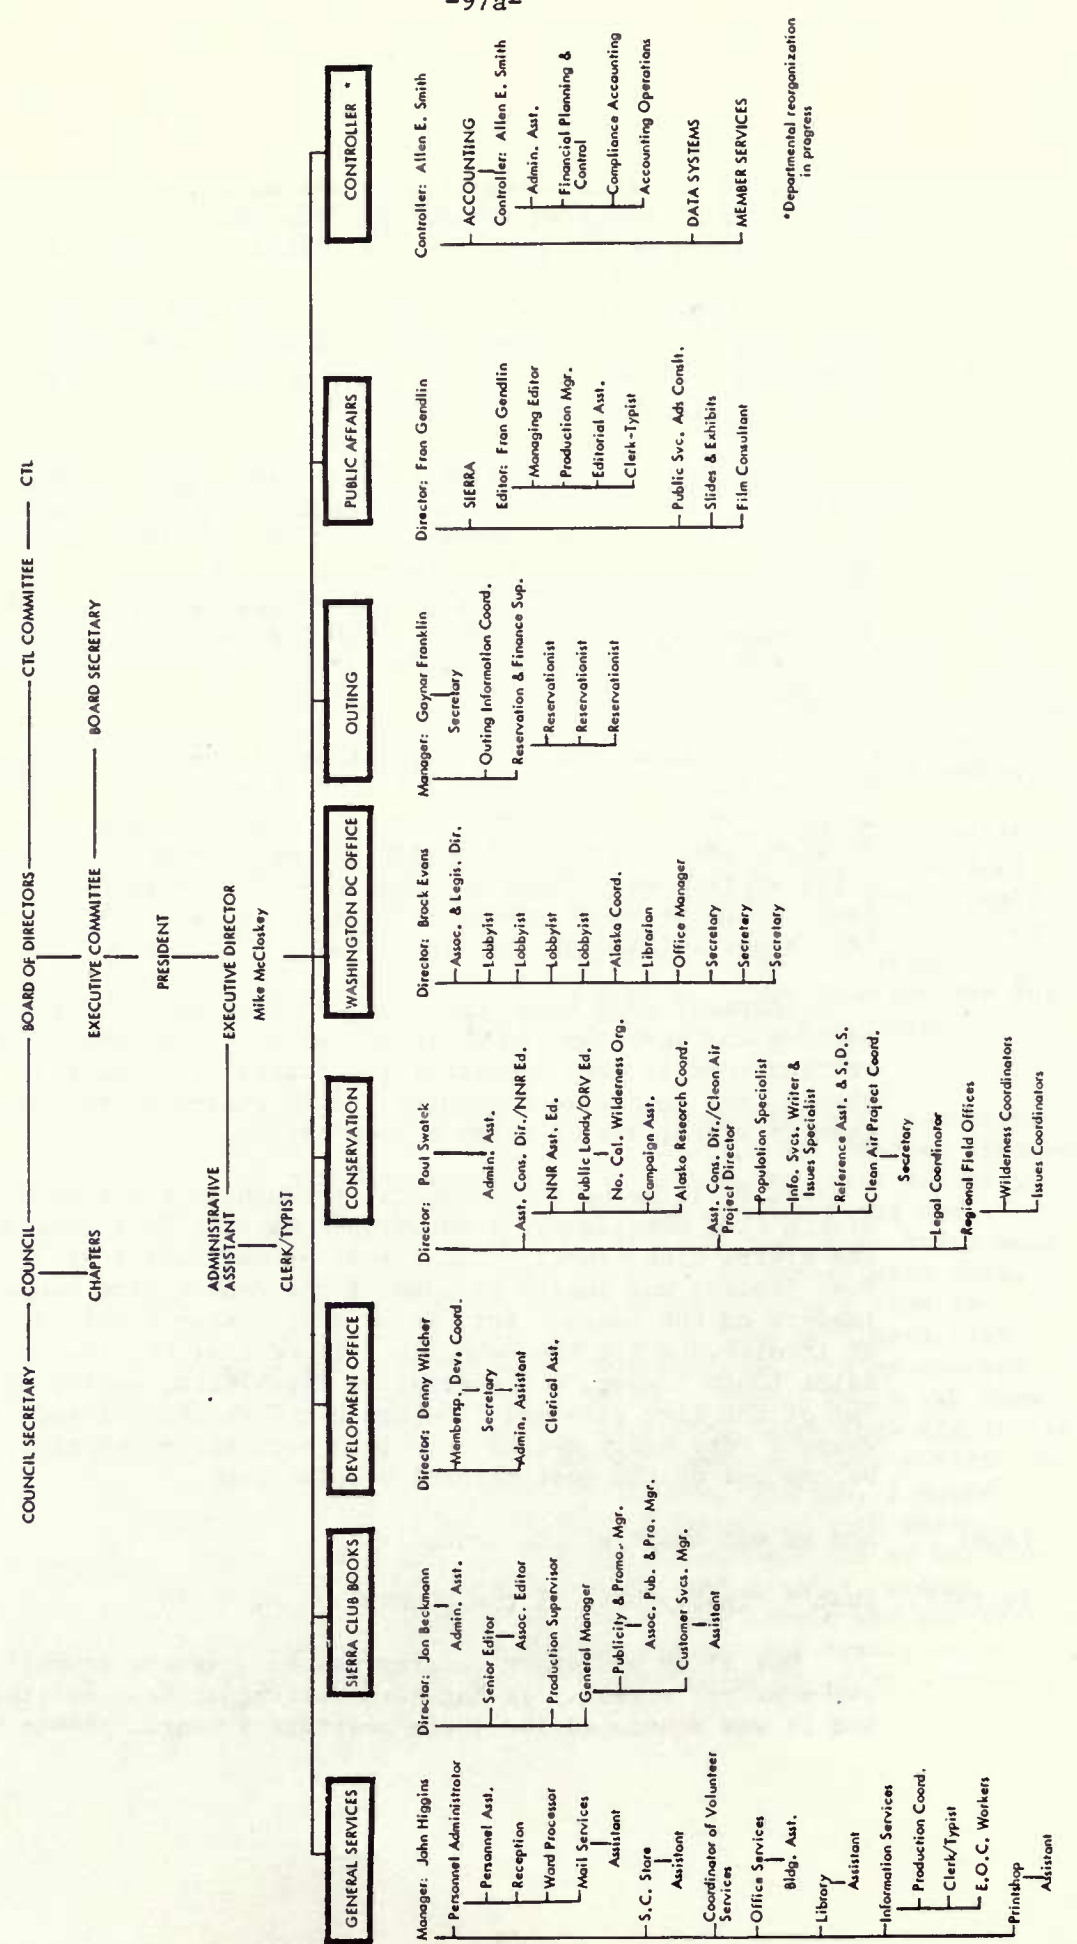 -97a-
COUNCIL SECRETARY COUNCIL BOARD OF DIRECTORS CTL COMMITTEE CTL
CHAPTERS
EXECUTIVE COMMITTEE BOARD SECRETARY
PRESIDENT
ADMINISTRATIVE
ASSISTANT
EXECUTIVE DIRECTOR
Mike McCloskey
CLERK/TYPIST
GENERAL SERVICES
Manager: John Higgins
Personnel Administrator
Personnel Asst.
Reception
Word Processor
Mail Services
Assistant
S.C. Store
Assistant
Coordinator of Volunteer
Services
Office Services
Bldg. Asst.
Library
Assistant
Information Services
Production Coord.
Clerk/Typist
E.O.C. Workers
Printshop
Assistant
SIERRA CLUB BOOKS
Director: Jon Beckmann
Admin. Asst.
Senior Editor
Assoc. Editor
Production Supervisor
General Manager
Publicity & Promo. Mgr.
Assoc. Pub. & Pro. Mgr.
Customer Svcs. Mgr.
Assistant
DEVELOPMENT OFFICE
Director: Denny Wilcher
Membersp. Dev. Coord.
Secretary
Admin. Assistant
Clerical Asst.
CONSERVATION
Director: Paul Swatek
Admin. Asst.
Asst. Cons. Dir./NNR Ed.
NNR Asst. Ed.
Public Lands/ORV Ed.
No. Cal. Wilderness Org.
Campaign Asst.
Alaska Research Coord.
Asst. Cons. Dir./Clean Air
Project Director
Population Specialist
Info. Svcs. Writer &
Issues Specialist
Reference Asst. & S.D.S.
Clean Air Project Coord.
Secretary
Legal Coordinator
Regional Field Offices
Wilderness Coordinators
Issues Coordinators
WASHINGTON DC OFFICE
Director: Brock Evans
Assoc. & Legis. Dir.
Lobbyist
Lobbyist
Lobbyist
Lobbyist
Alaska Coord.
Librarian
Office Manager
Secretary
Secretery
Secretary
OUTING
Manager: Gaynar Franklin
Secretary
Outing Information Coord.
Reservation & Finance Sup.
Reservationist
Reservationist
Reservationist
PUBLIC AFFAIRS
Director: Fran Gendlin
SIERRA
Editor: Fran Gendlin
Managing Editor
Production Mgr.
Editorial Asst.
Clerk-Typist
Public Svc. Ads Conslt.
Slides & Exhibits
Film Consultant
CONTROLLER *
Controller: Allen E. Smith
ACCOUNTING
Controller: Allen E. Smith
Admin. Asst.
Financial Planning &
Control
Compliance Accounting
Accounting Operations
DATA SYSTEMS
MEMBER SERVICES
*Departmental reorganization
in progress